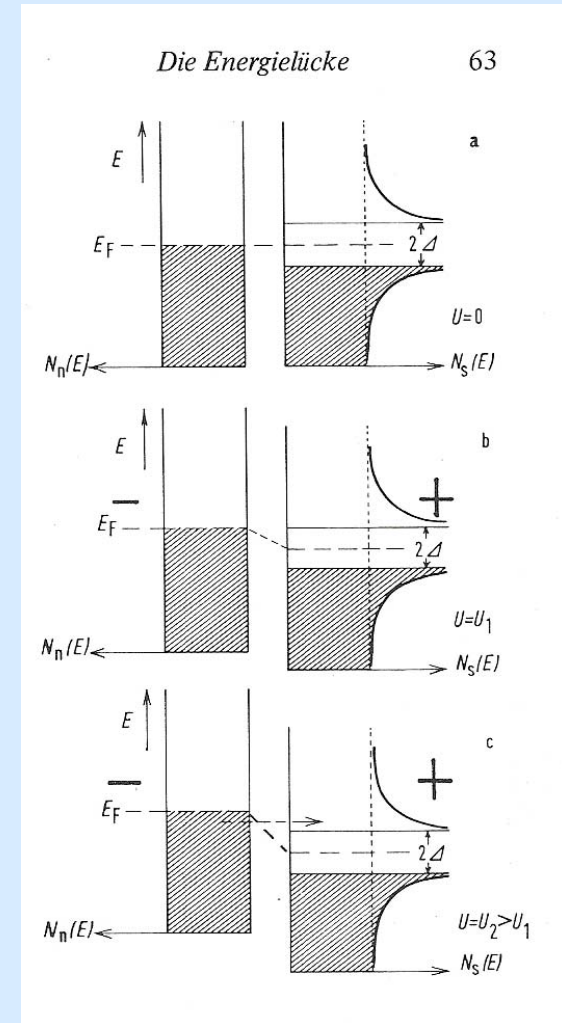 Die Energielücke 63
a
E
E_F
2Δ
U=0
N_n(E) N_s(E)
b
E
− +
E_F
2Δ
U=U_1
N_n(E) N_s(E)
c
E
− +
E_F
2Δ
U=U_2>U_1
N_n(E) N_s(E)